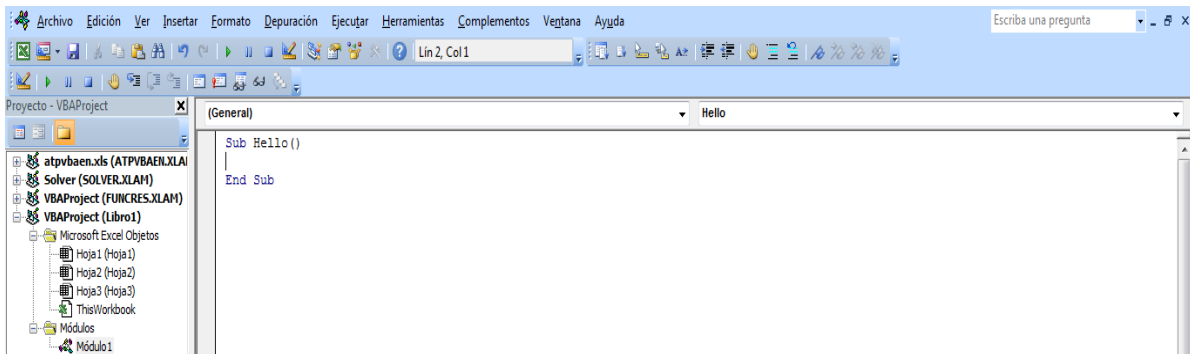 Archivo Edición Ver Insertar Formato Depuración Ejecutar Herramientas Complementos Ventana Ayuda Escriba una pregunta
Lín 2, Col 1
Proyecto - VBAProject
(General) Hello
Sub Hello()
End Sub
atpvbaen.xls (ATPVBAEN.XLA
Solver (SOLVER.XLAM)
VBAProject (FUNCRES.XLAM)
VBAProject (Libro1)
Microsoft Excel Objetos
Hoja1 (Hoja1)
Hoja2 (Hoja2)
Hoja3 (Hoja3)
ThisWorkbook
Módulos
Módulo1